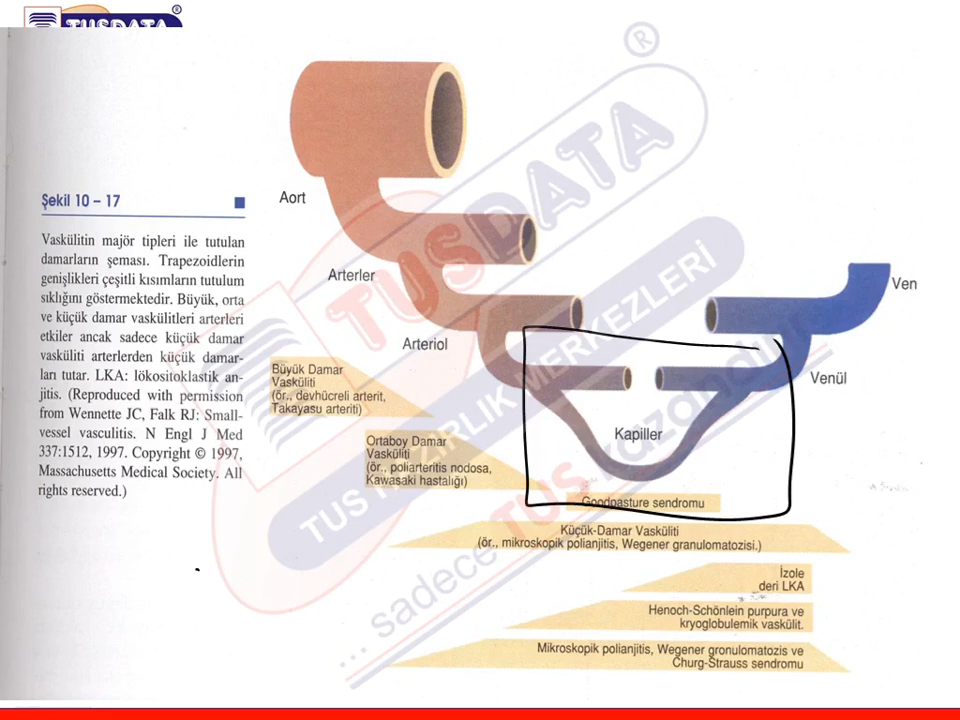 TUSDATA
Şekil 10 – 17
Vaskülitin majör tipleri ile tutulan
damarların şeması. Trapezoidlerin
genişlikleri çeşitli kısımların tutulum
sıklığını göstermektedir. Büyük, orta
ve küçük damar vaskülitleri arterleri
etkiler ancak sadece küçük damar
vasküliti arterlerden küçük damar-
ları tutar. LKA: lökositoklastik an-
jitis. (Reproduced with permission
from Wennette JC, Falk RJ: Small-
vessel vasculitis. N Engl J Med
337:1512, 1997. Copyright © 1997,
Massachusetts Medical Society. All
rights reserved.)
Aort
Arterler
Arteriol
Ven
Venül
Kapiller
Büyük Damar
Vasküliti
(ör., devhücreli arterit,
Takayasu arteriti)
Ortaboy Damar
Vasküliti
(ör., poliarteritis nodosa,
Kawasaki hastalığı)
Goodpasture sendromu
Küçük-Damar Vasküliti
(ör., mikroskopik polianjitis, Wegener granulomatozisi.)
İzole
deri LKA
Henoch-Schönlein purpura ve
kryoglobulemik vaskülit.
Mikroskopik polianjitis, Wegener gronulomatozis ve
Churg-Strauss sendromu
TUSDATA
TUS HAZIRLIK MERKEZLERİ
... sadece TUS kazandırır